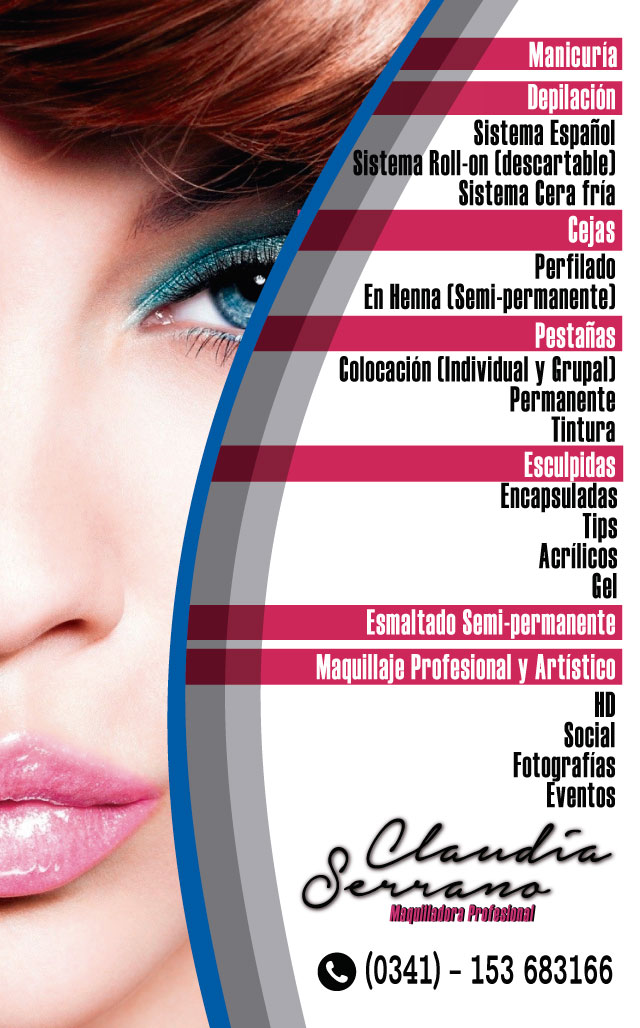 Manicuría
Depilación
Sistema Español
Sistema Roll-on (descartable)
Sistema Cera fría
Cejas
Perfilado
En Henna (Semi-permanente)
Pestañas
Colocación (Individual y Grupal)
Permanente
Tintura
Esculpidas
Encapsuladas
Tips
Acrílicos
Gel
Esmaltado Semi-permanente
Maquillaje Profesional y Artístico
HD
Social
Fotografías
Eventos
Claudia
Serrano
Maquilladora Profesional
(0341) - 153 683166